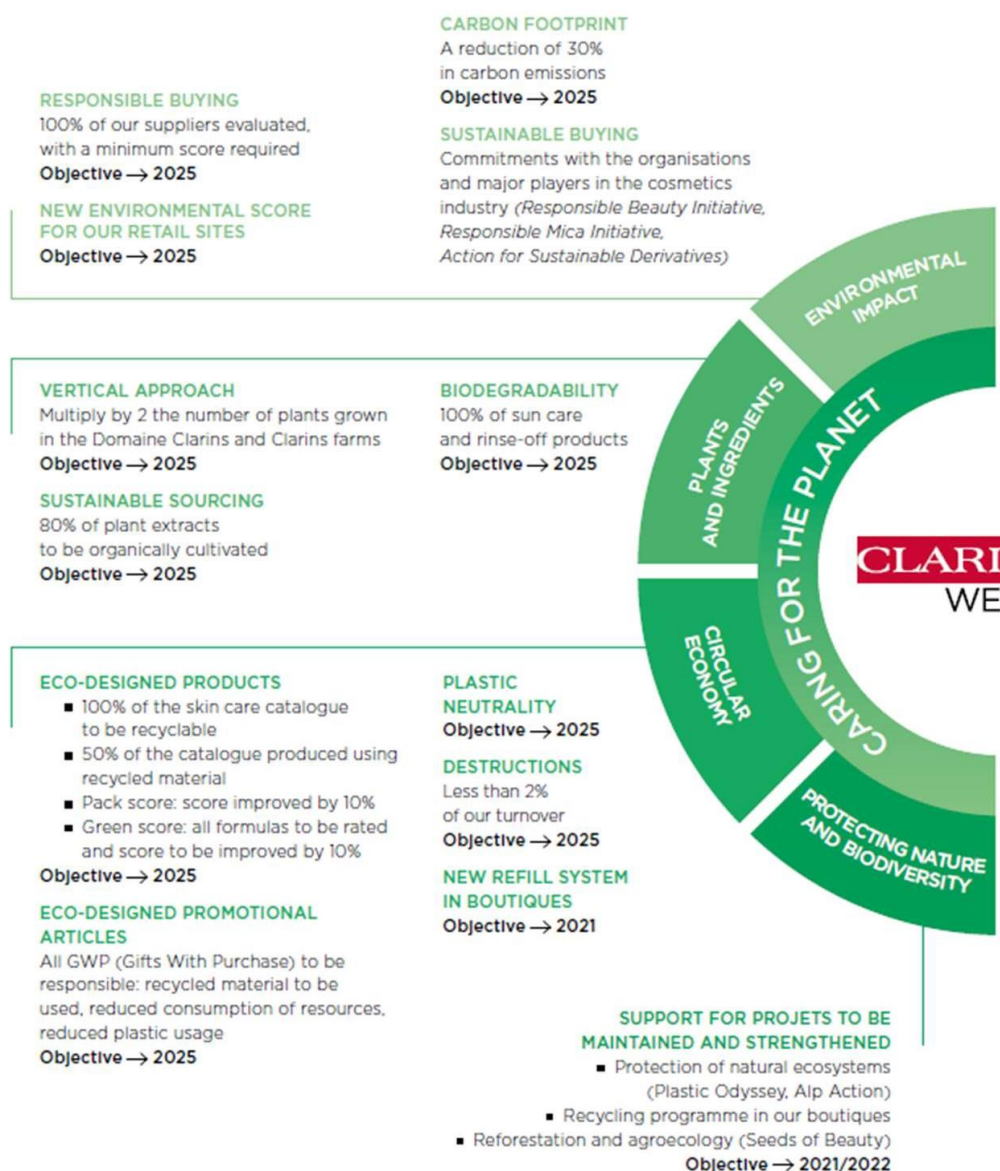 CARBON FOOTPRINT
A reduction of 30%
in carbon emissions
Objective → 2025
RESPONSIBLE BUYING
100% of our suppliers evaluated,
with a minimum score required
Objective → 2025
SUSTAINABLE BUYING
Commitments with the organisations
and major players in the cosmetics
industry (Responsible Beauty Initiative,
Responsible Mica Initiative,
Action for Sustainable Derivatives)
NEW ENVIRONMENTAL SCORE
FOR OUR RETAIL SITES
Objective → 2025
ENVIRONMENTAL
IMPACT
VERTICAL APPROACH
Multiply by 2 the number of plants grown
in the Domaine Clarins and Clarins farms
Objective → 2025
BIODEGRADABILITY
100% of sun care
and rinse-off products
Objective → 2025
SUSTAINABLE SOURCING
80% of plant extracts
to be organically cultivated
Objective → 2025
PLANTS
AND INGREDIENTS
CARING FOR THE PLANET
CLARI
WE
CIRCULAR
ECONOMY
ECO-DESIGNED PRODUCTS
▪ 100% of the skin care catalogue
to be recyclable
▪ 50% of the catalogue produced using
recycled material
▪ Pack score: score improved by 10%
▪ Green score: all formulas to be rated
and score to be improved by 10%
Objective → 2025
PLASTIC
NEUTRALITY
Objective → 2025
DESTRUCTIONS
Less than 2%
of our turnover
Objective → 2025
NEW REFILL SYSTEM
IN BOUTIQUES
Objective → 2021
ECO-DESIGNED PROMOTIONAL
ARTICLES
All GWP (Gifts With Purchase) to be
responsible: recycled material to be
used, reduced consumption of resources,
reduced plastic usage
Objective → 2025
PROTECTING NATURE
AND BIODIVERSITY
SUPPORT FOR PROJETS TO BE
MAINTAINED AND STRENGTHENED
▪ Protection of natural ecosystems
(Plastic Odyssey, Alp Action)
▪ Recycling programme in our boutiques
▪ Reforestation and agroecology (Seeds of Beauty)
Objective → 2021/2022